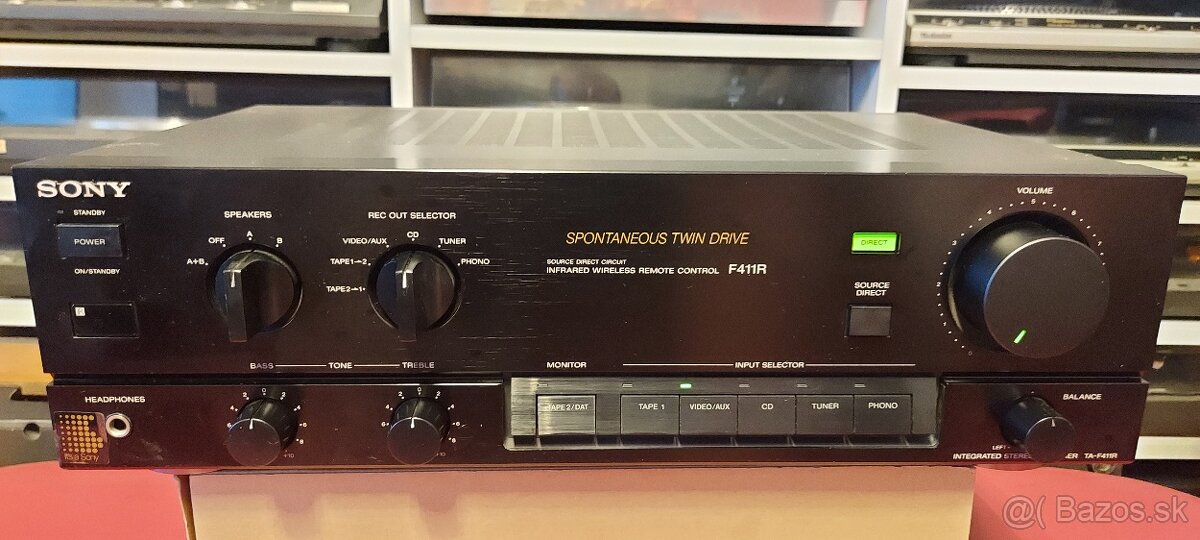 SONY
STANDBY
POWER
ON/STANDBY
SPEAKERS
OFF
A
B
A+B
REC OUT SELECTOR
VIDEO/AUX
CD
TUNER
TAPE1→2
PHONO
TAPE2→1
SPONTANEOUS TWIN DRIVE
SOURCE DIRECT CIRCUIT
INFRARED WIRELESS REMOTE CONTROL F411R
DIRECT
SOURCE
DIRECT
VOLUME
BASS TONE TREBLE
MONITOR
INPUT SELECTOR
HEADPHONES
It's a Sony
TAPE 2/DAT
TAPE 1
VIDEO/AUX
CD
TUNER
PHONO
BALANCE
LEFT
INTEGRATED TA-F411R
@( Bazos.sk